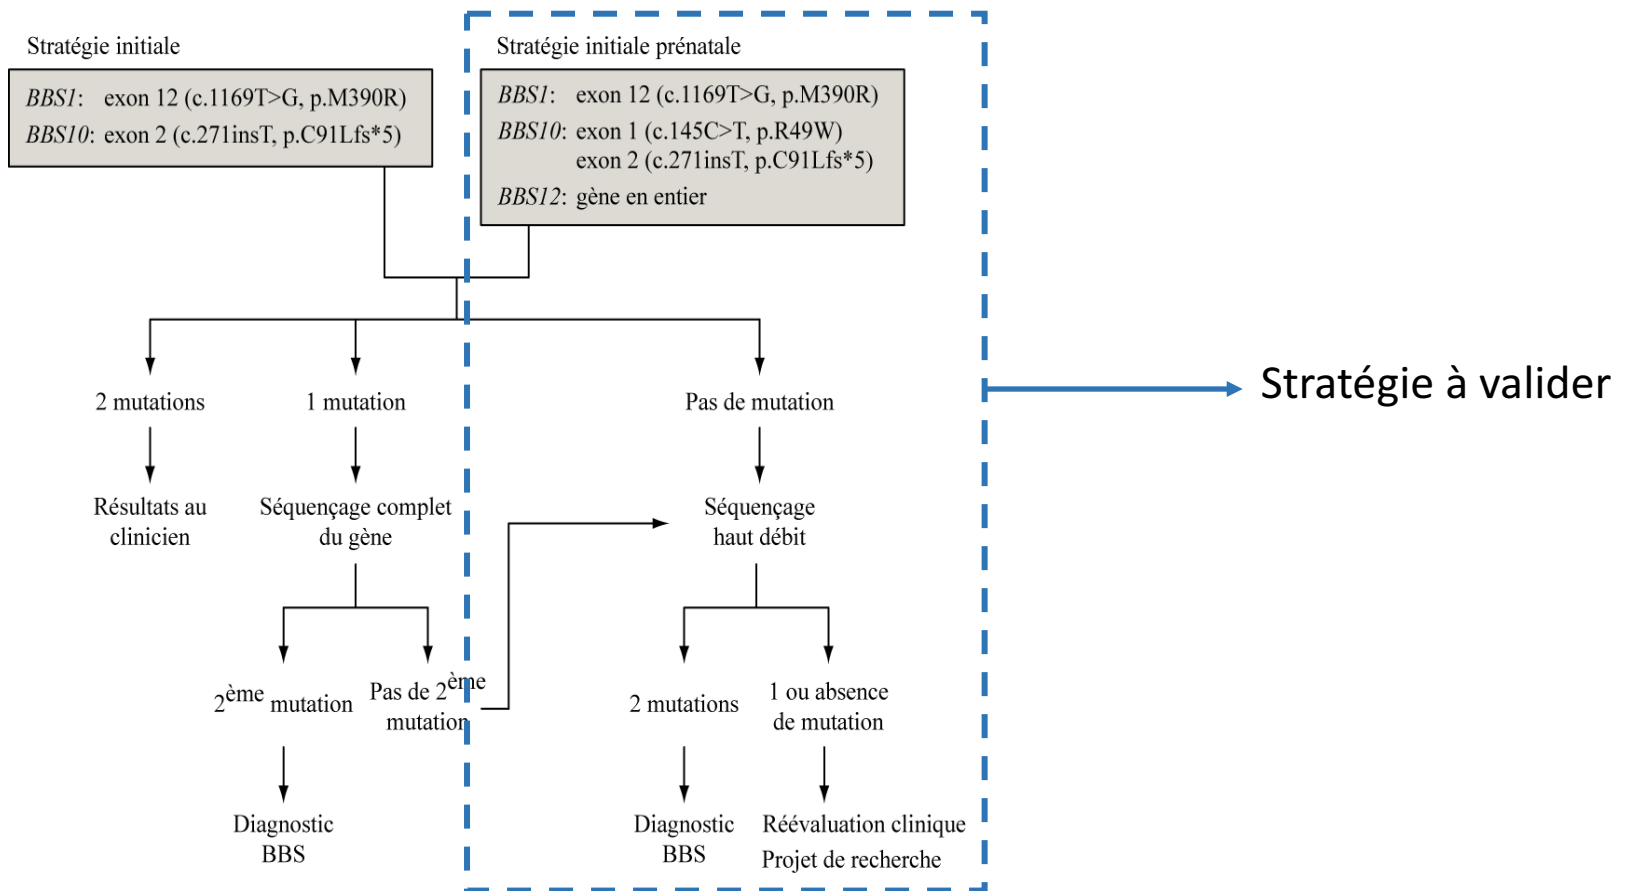 Stratégie initiale
BBS1: exon 12 (c.1169T>G, p.M390R)
BBS10: exon 2 (c.271insT, p.C91Lfs*5)
Stratégie initiale prénatale
BBS1: exon 12 (c.1169T>G, p.M390R)
BBS10: exon 1 (c.145C>T, p.R49W)
exon 2 (c.271insT, p.C91Lfs*5)
BBS12: gène en entier
Stratégie à valider
2 mutations
1 mutation
Pas de mutation
Résultats au
clinicien
Séquençage complet
du gène
Séquençage
haut débit
2ème mutation
Pas de 2ème
mutation
2 mutations
1 ou absence
de mutation
Diagnostic
BBS
Diagnostic
BBS
Réévaluation clinique
Projet de recherche